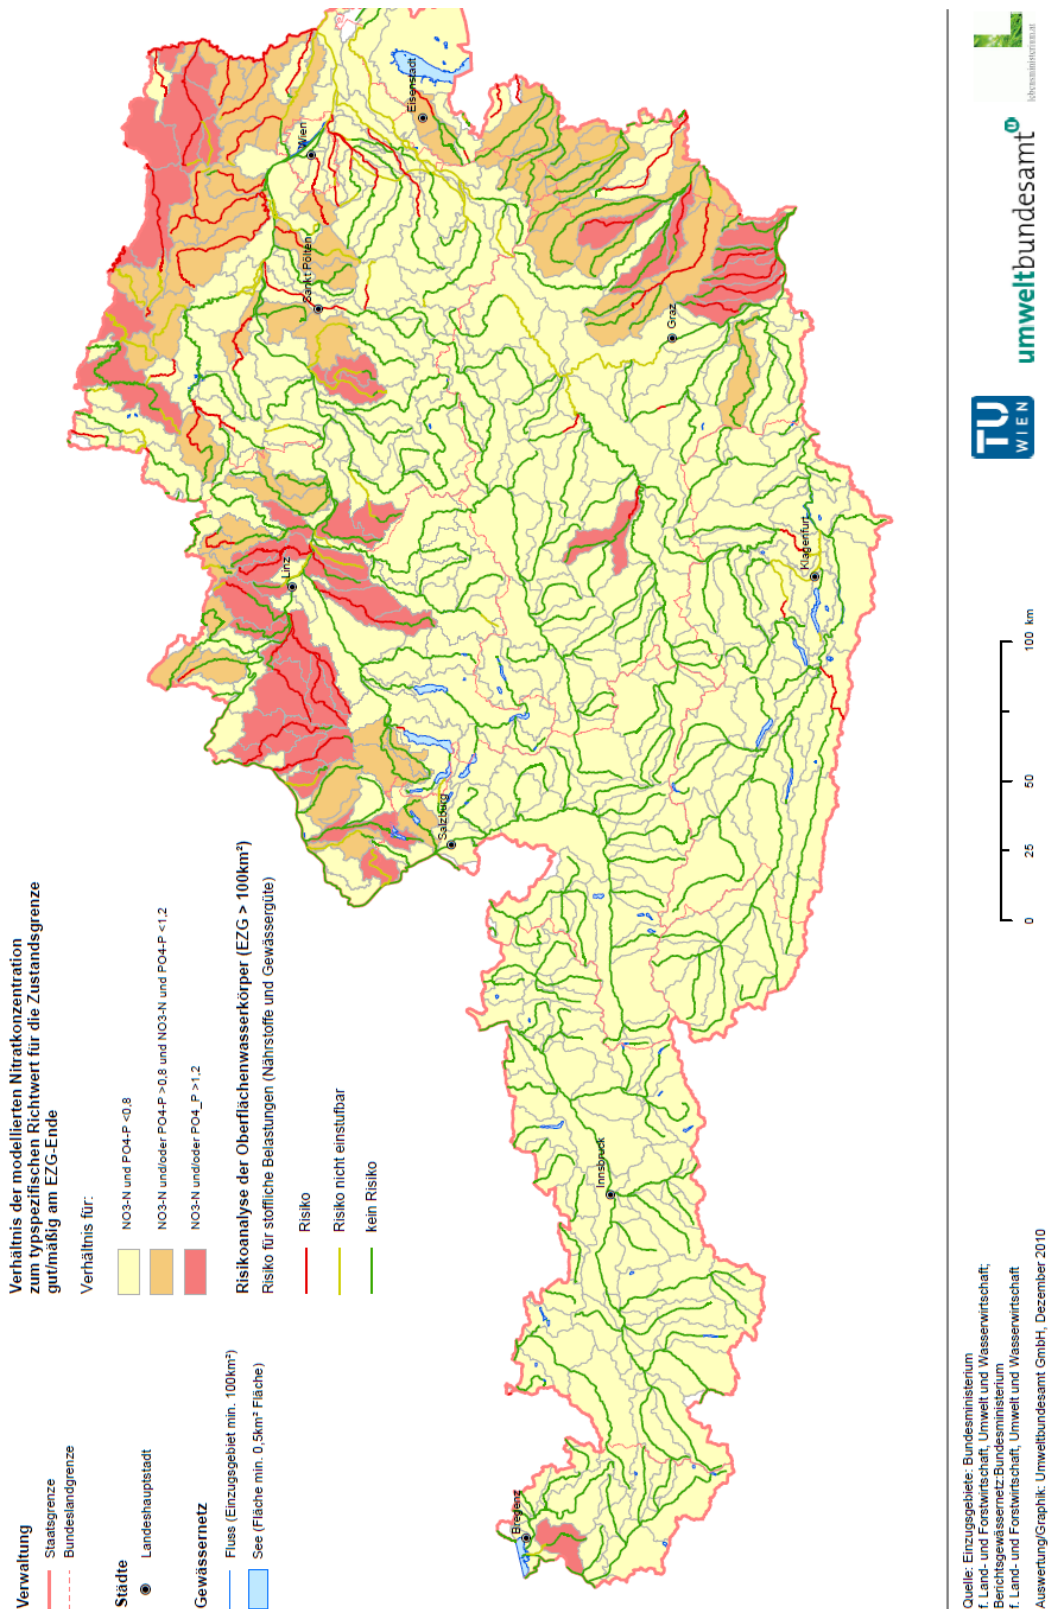 Verwaltung
Staatsgrenze
Bundeslandgrenze
Städte
Landeshauptstadt
Gewässernetz
Fluss (Einzugsgebiet min. 100km²)
See (Fläche min. 0,5km² Fläche)
Verhältnis der modellierten Nitratkonzentration
zum typspezifischen Richtwert für die Zustandsgrenze
gut/mäßig am EZG-Ende
Verhältnis für:
NO3-N und PO4-P <0,8
NO3-N und/oder PO4-P >0,8 und NO3-N und PO4-P <1,2
NO3-N und/oder PO4_P >1,2
Risikoanalyse der Oberflächenwasserkörper (EZG > 100km²)
Risiko für stoffliche Belastungen (Nährstoffe und Gewässergüte)
Risiko
Risiko nicht einstufbar
kein Risiko
Bregenz
Innsbruck
Salzburg
Linz
Sankt Pölten
Wien
Eisenstadt
Graz
Klagenfurt
0 25 50 100 km
Quelle: Einzugsgebiete: Bundesministerium
f. Land- und Forstwirtschaft, Umwelt und Wasserwirtschaft;
Berichtsgewässernetz:Bundesministerium
f. Land- und Forstwirtschaft, Umwelt und Wasserwirtschaft
Auswertung/Graphik: Umweltbundesamt GmbH, Dezember 2010
TU
WIEN
umweltbundesamt
u
lebensministerium.at